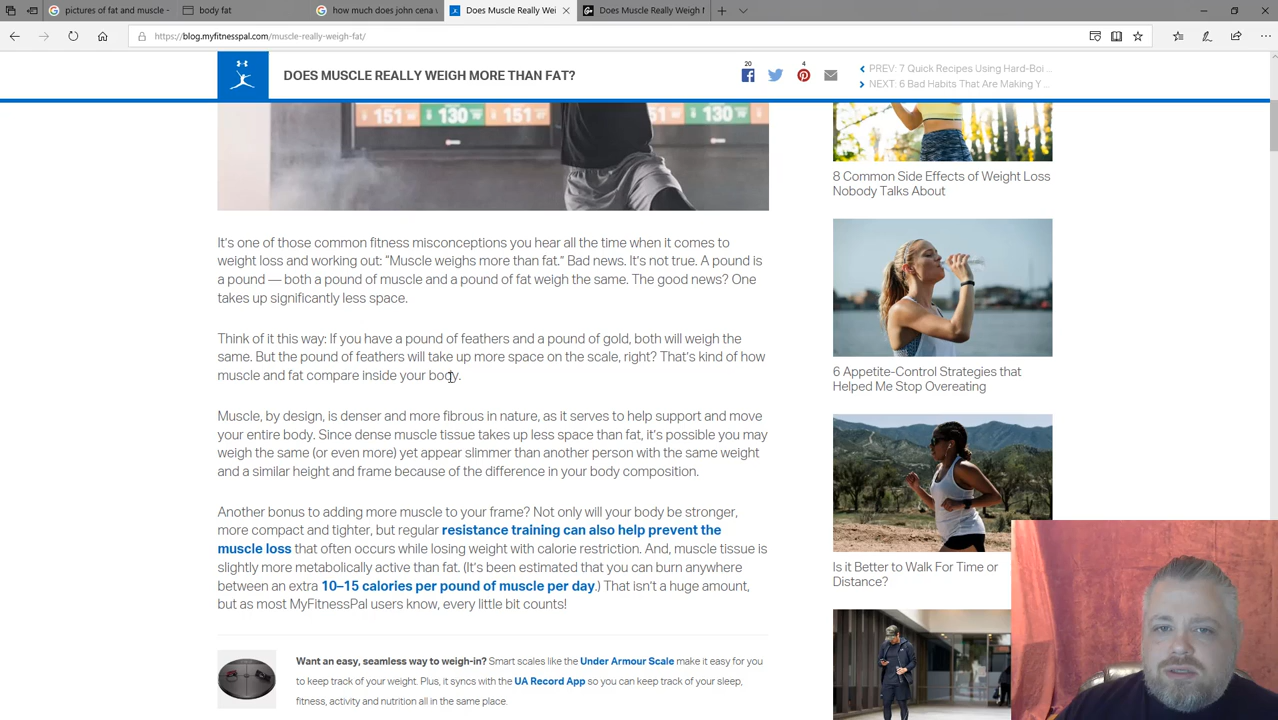 pictures of fat and muscle -
body fat
how much does john cena
Does Muscle Really Wei
Does Muscle Really Weigh
https://blog.myfitnesspal.com/muscle-really-weigh-fat/
DOES MUSCLE REALLY WEIGH MORE THAN FAT?
20
4
PREV: 7 Quick Recipes Using Hard-Boi ...
NEXT: 6 Bad Habits That Are Making Y ...
151
130
151
130
It's one of those common fitness misconceptions you hear all the time when it comes to
weight loss and working out: "Muscle weighs more than fat." Bad news. It's not true. A pound is
a pound — both a pound of muscle and a pound of fat weigh the same. The good news? One
takes up significantly less space.
Think of it this way: If you have a pound of feathers and a pound of gold, both will weigh the
same. But the pound of feathers will take up more space on the scale, right? That's kind of how
muscle and fat compare inside your body.
Muscle, by design, is denser and more fibrous in nature, as it serves to help support and move
your entire body. Since dense muscle tissue takes up less space than fat, it's possible you may
weigh the same (or even more) yet appear slimmer than another person with the same weight
and a similar height and frame because of the difference in your body composition.
Another bonus to adding more muscle to your frame? Not only will your body be stronger,
more compact and tighter, but regular resistance training can also help prevent the
muscle loss that often occurs while losing weight with calorie restriction. And, muscle tissue is
slightly more metabolically active than fat. (It's been estimated that you can burn anywhere
between an extra 10–15 calories per pound of muscle per day.) That isn't a huge amount,
but as most MyFitnessPal users know, every little bit counts!
Want an easy, seamless way to weigh-in? Smart scales like the Under Armour Scale make it easy for you
to keep track of your weight. Plus, it syncs with the UA Record App so you can keep track of your sleep,
fitness, activity and nutrition all in the same place.
8 Common Side Effects of Weight Loss
Nobody Talks About
6 Appetite-Control Strategies that
Helped Me Stop Overeating
Is it Better to Walk For Time or
Distance?